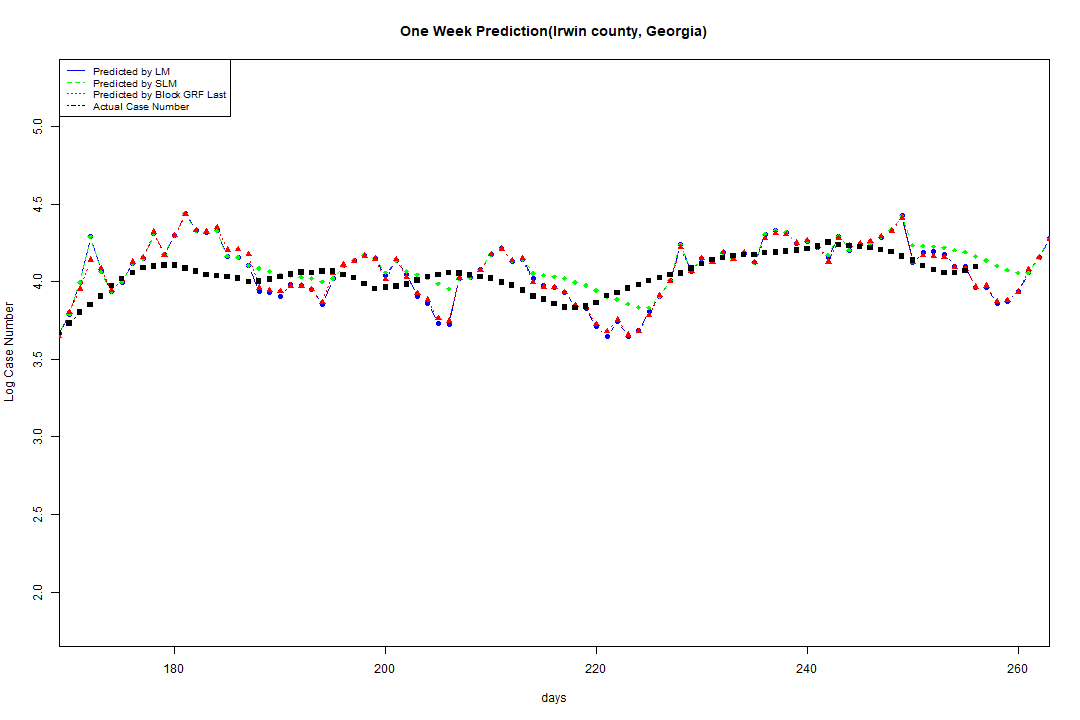 One Week Prediction(Irwin county, Georgia)
Predicted by LM
Predicted by SLM
Predicted by Block GRF Last
Actual Case Number
5.0
4.5
4.0
3.5
3.0
2.5
2.0
Log Case Number
180 200 220 240 260
days